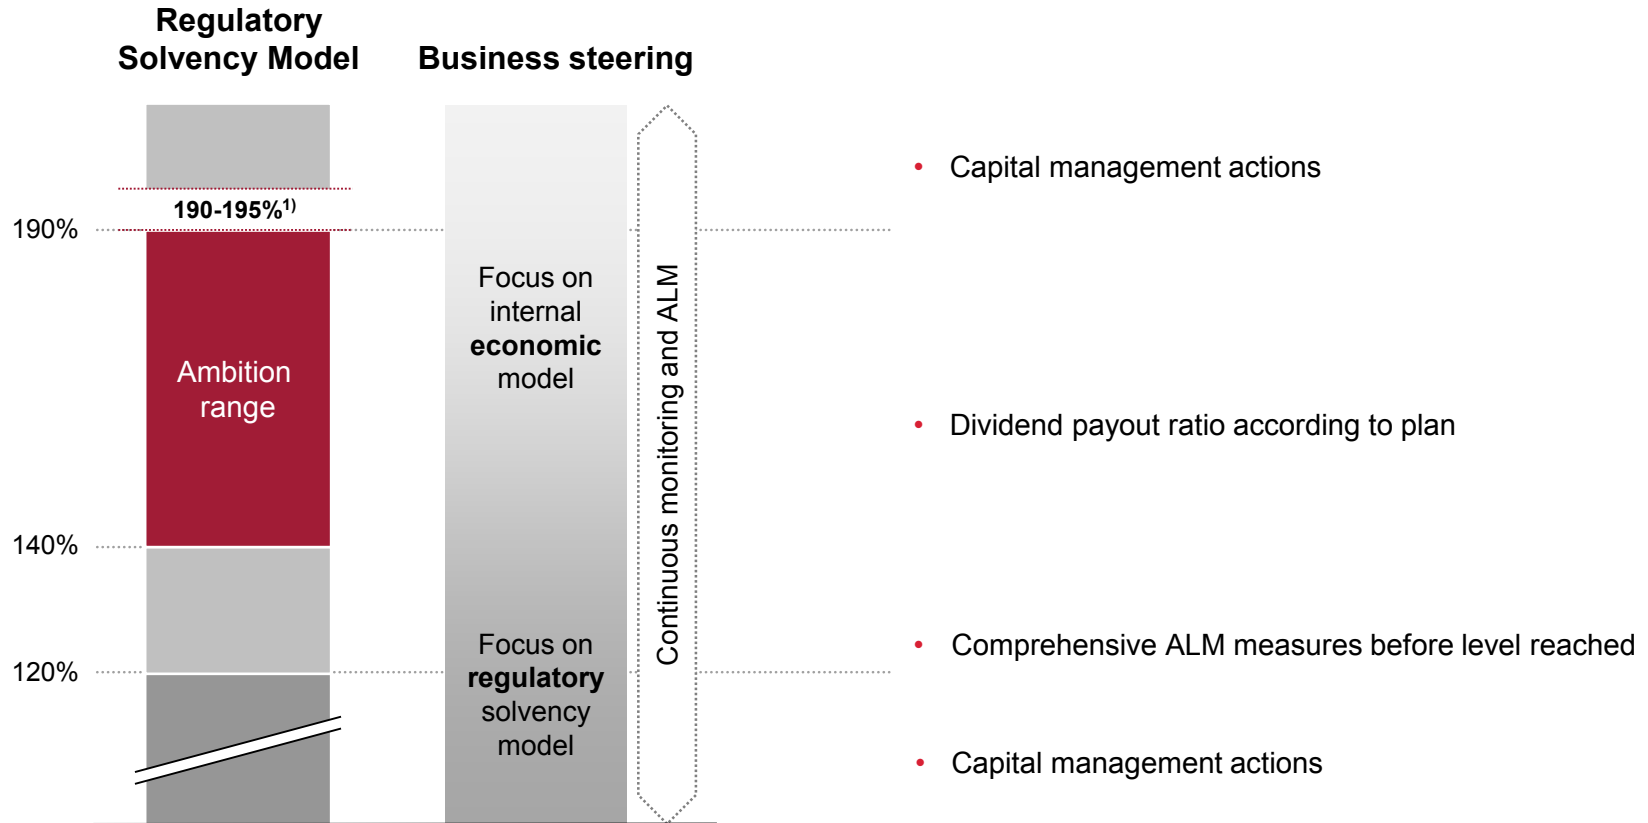 Regulatory
Solvency Model
Business steering
190-195%1)
190%
Ambition
range
140%
120%
Focus on
internal
economic
model
Focus on
regulatory
solvency
model
Continuous monitoring and ALM
• Capital management actions
• Dividend payout ratio according to plan
• Comprehensive ALM measures before level reached
• Capital management actions